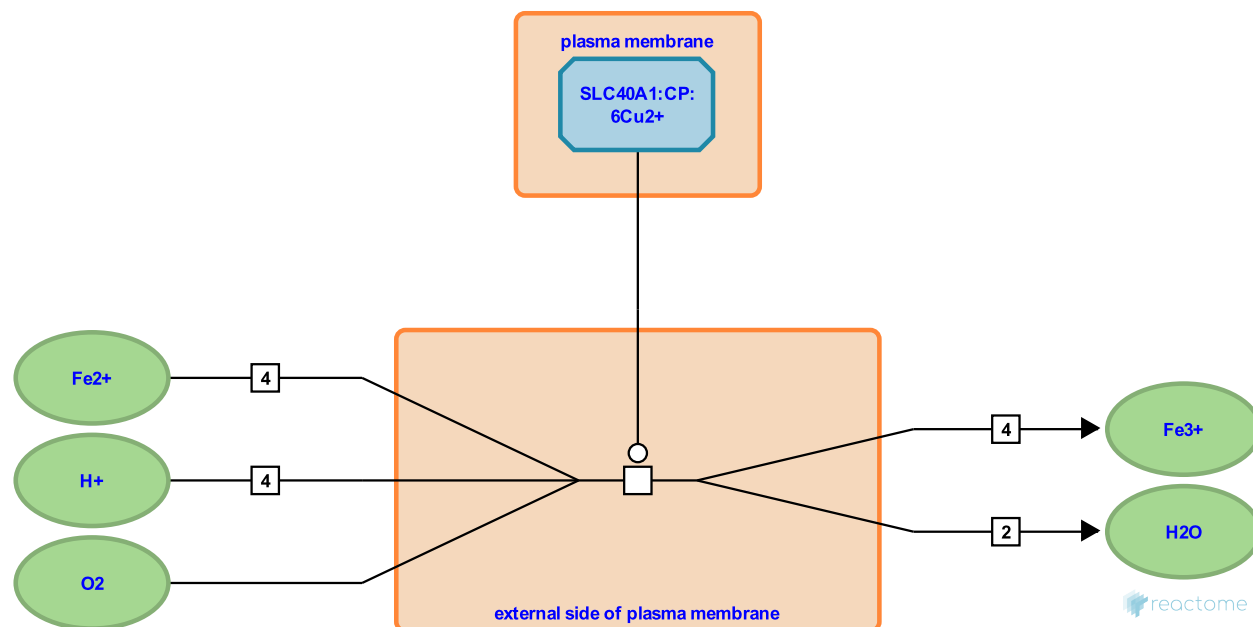 plasma membrane
SLC40A1:CP:
6Cu2+
Fe2+
4
H+
4
O2
4
Fe3+
2
H2O
external side of plasma membrane
reactome